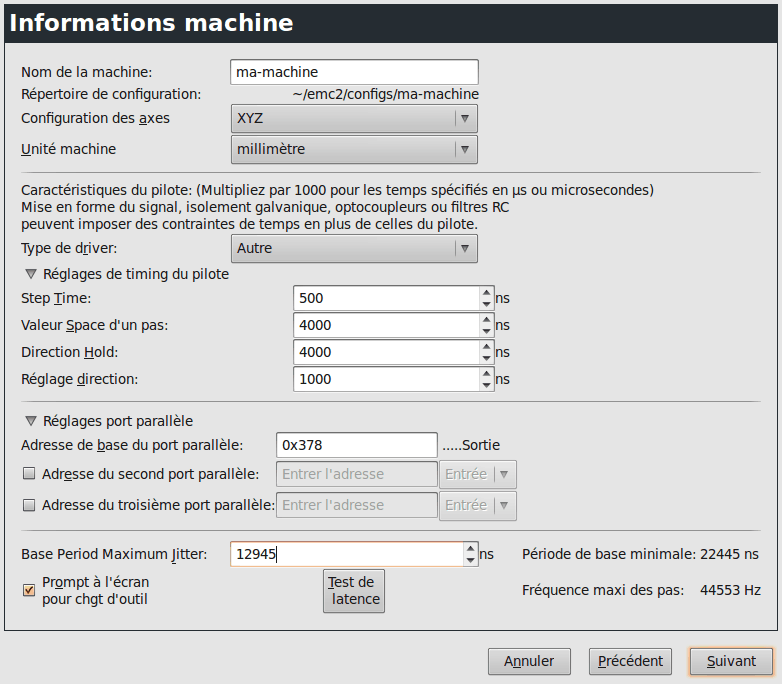 Informations machine
Nom de la machine: ma-machine
Répertoire de configuration: ~/emc2/configs/ma-machine
Configuration des axes XYZ
Unité machine millimètre
Caractéristiques du pilote: (Multipliez par 1000 pour les temps spécifiés en µs ou microsecondes)
Mise en forme du signal, isolement galvanique, optocoupleurs ou filtres RC
peuvent imposer des contraintes de temps en plus de celles du pilote.
Type de driver: Autre
Réglages de timing du pilote
Step Time: 500 ns
Valeur Space d'un pas: 4000 ns
Direction Hold: 4000 ns
Réglage direction: 1000 ns
Réglages port parallèle
Adresse de base du port parallèle: 0x378 .....Sortie
Adresse du second port parallèle: Entrer l'adresse Entrée
Adresse du troisième port parallèle: Entrer l'adresse Entrée
Base Period Maximum Jitter: 12945 ns Période de base minimale: 22445 ns
Prompt à l'écran
pour chgt d'outil
Test de
latence
Fréquence maxi des pas: 44553 Hz
Annuler Précédent Suivant